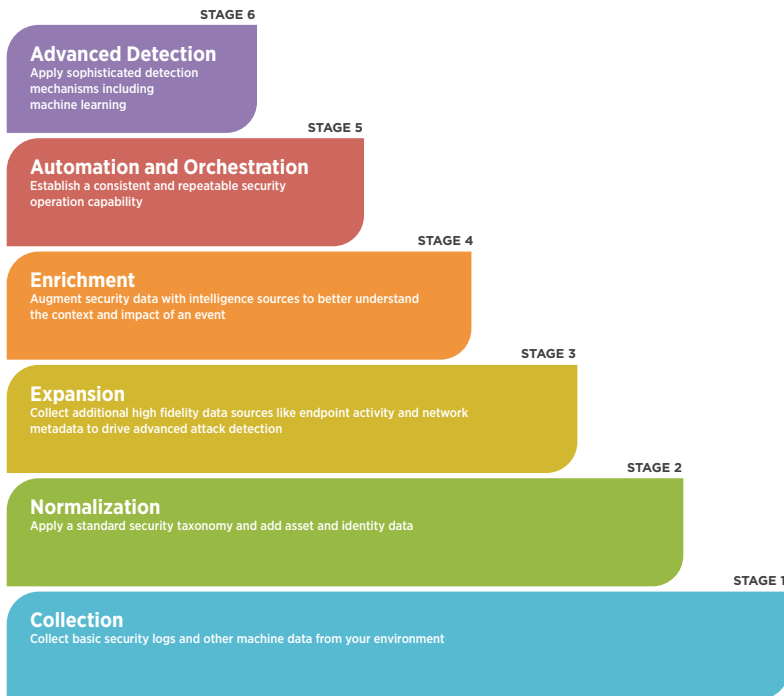 STAGE 6
Advanced Detection
Apply sophisticated detection
mechanisms including
machine learning
STAGE 5
Automation and Orchestration
Establish a consistent and repeatable security
operation capability
STAGE 4
Enrichment
Augment security data with intelligence sources to better understand
the context and impact of an event
STAGE 3
Expansion
Collect additional high fidelity data sources like endpoint activity and network
metadata to drive advanced attack detection
STAGE 2
Normalization
Apply a standard security taxonomy and add asset and identity data
STAGE 1
Collection
Collect basic security logs and other machine data from your environment